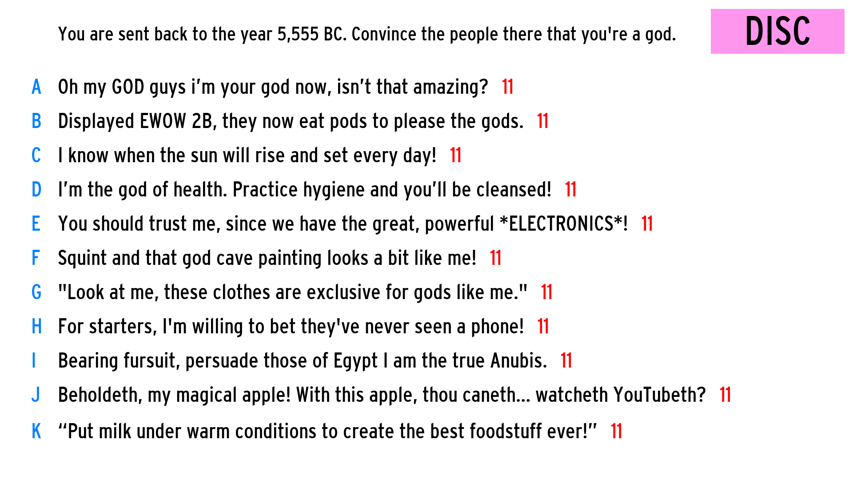 You are sent back to the year 5,555 BC. Convince the people there that you're a god.
DISC
A Oh my GOD guys i’m your god now, isn’t that amazing? 11
B Displayed EWOW 2B, they now eat pods to please the gods. 11
C I know when the sun will rise and set every day! 11
D I’m the god of health. Practice hygiene and you’ll be cleansed! 11
E You should trust me, since we have the great, powerful *ELECTRONICS*! 11
F Squint and that god cave painting looks a bit like me! 11
G "Look at me, these clothes are exclusive for gods like me." 11
H For starters, I'm willing to bet they've never seen a phone! 11
I Bearing fursuit, persuade those of Egypt I am the true Anubis. 11
J Beholdeth, my magical apple! With this apple, thou caneth... watcheth YouTubeth? 11
K “Put milk under warm conditions to create the best foodstuff ever!” 11